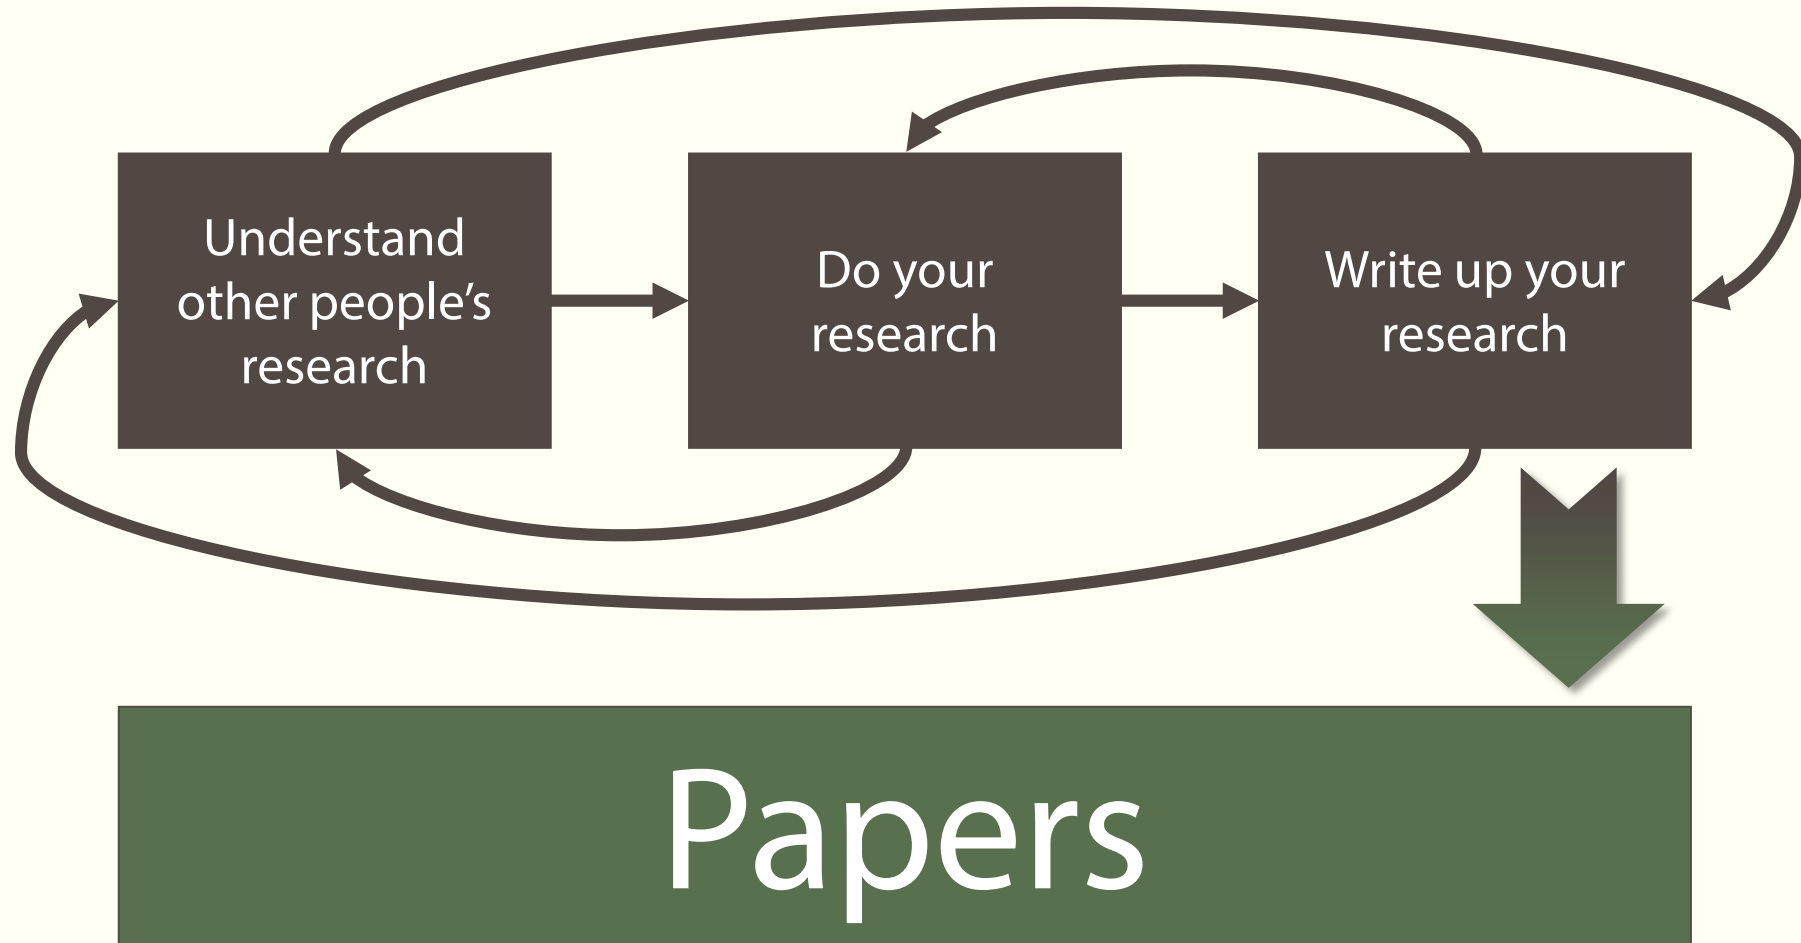 Understand
other people’s
research
Do your
research
Write up your
research
Papers